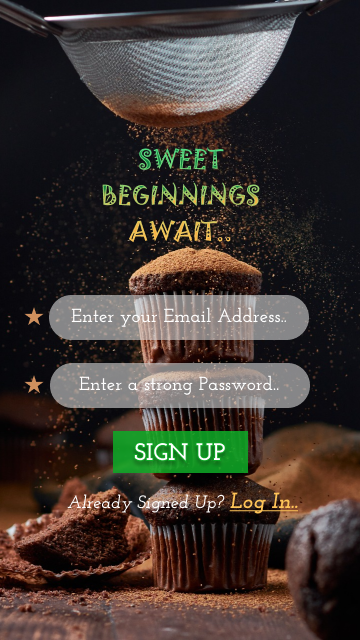 SWEET
BEGINNINGS
AWAIT..
Enter your Email Address..
Enter a strong Password..
SIGN UP
Already Signed Up? Log In..